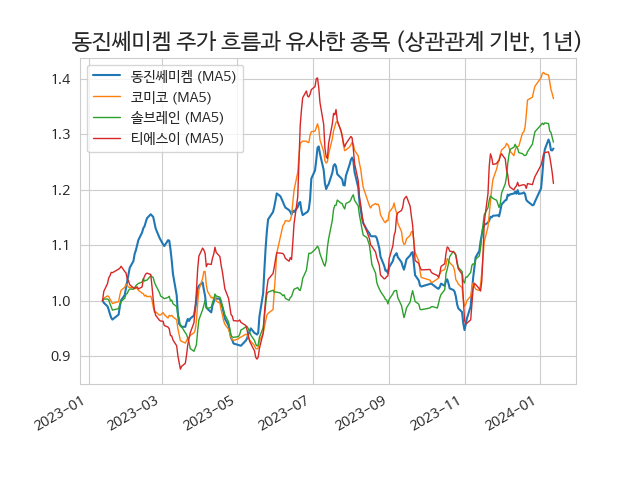 동진쎄미켐 주가 흐름과 유사한 종목 (상관관계 기반, 1년)
동진쎄미켐 (MA5)
코미코 (MA5)
솔브레인 (MA5)
티에스이 (MA5)
1.4
1.3
1.2
1.1
1.0
0.9
2023-01
2023-03
2023-05
2023-07
2023-09
2023-11
2024-01